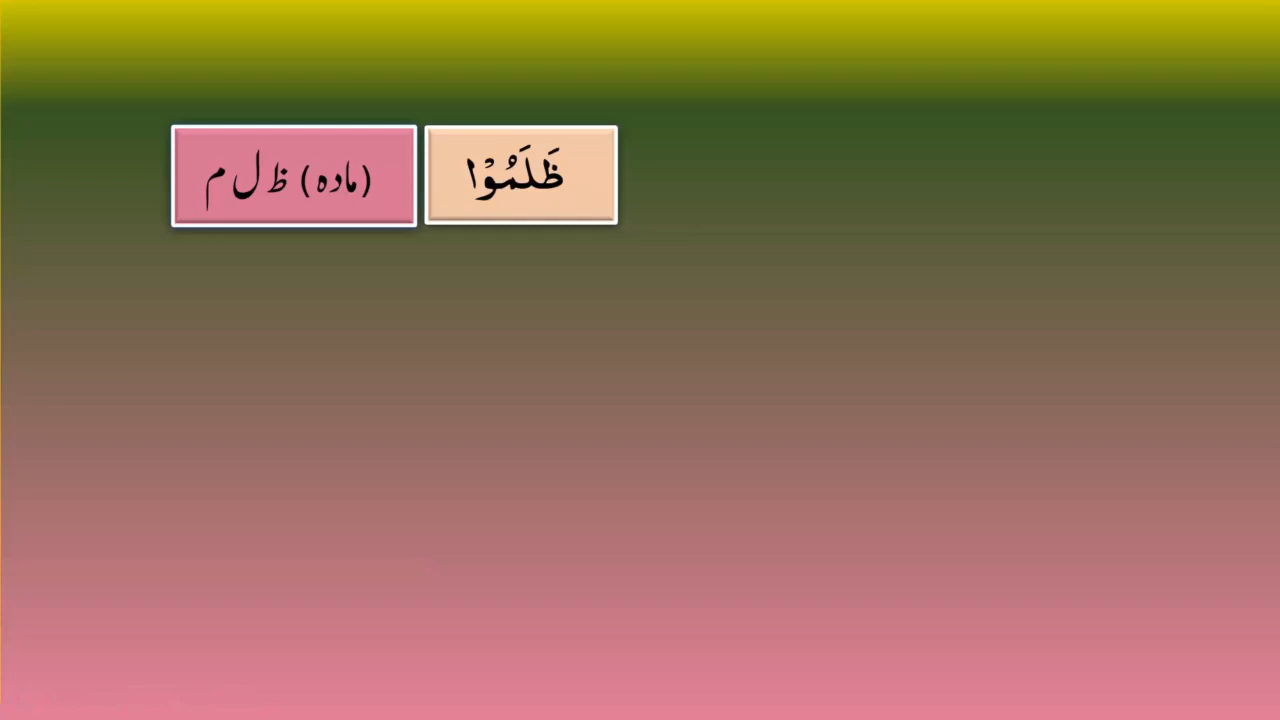 ظَلَمُوْا (مادہ) ظ ل م